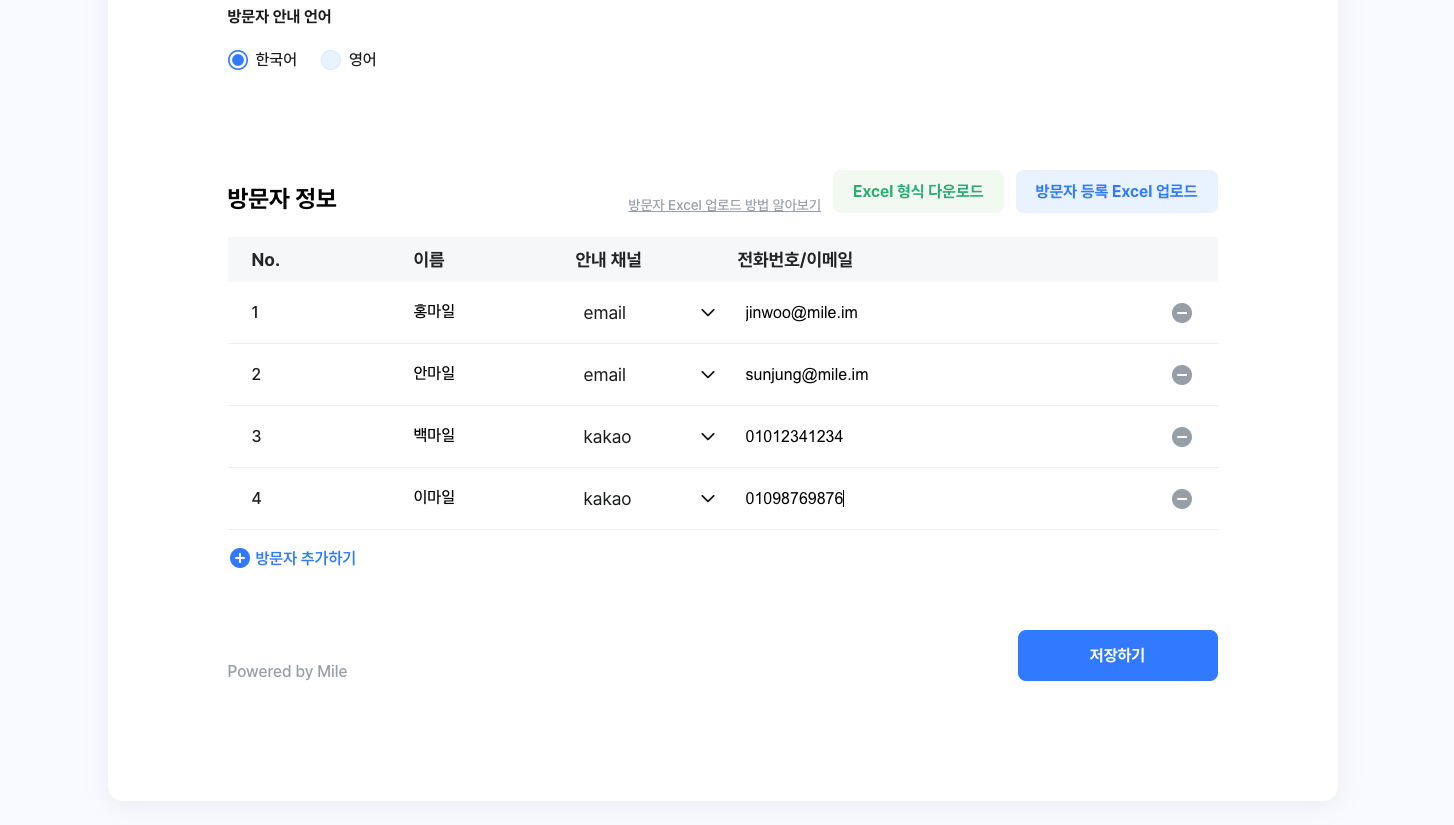 방문자 안내 언어
한국어 영어
방문자 정보 방문자 Excel 업로드 방법 알아보기 Excel 형식 다운로드 방문자 등록 Excel 업로드
No. 이름 안내 채널 전화번호/이메일
1 홍마일 email jinwoo@mile.im
2 안마일 email sunjung@mile.im
3 백마일 kakao 01012341234
4 이마일 kakao 01098769876
방문자 추가하기
저장하기
Powered by Mile